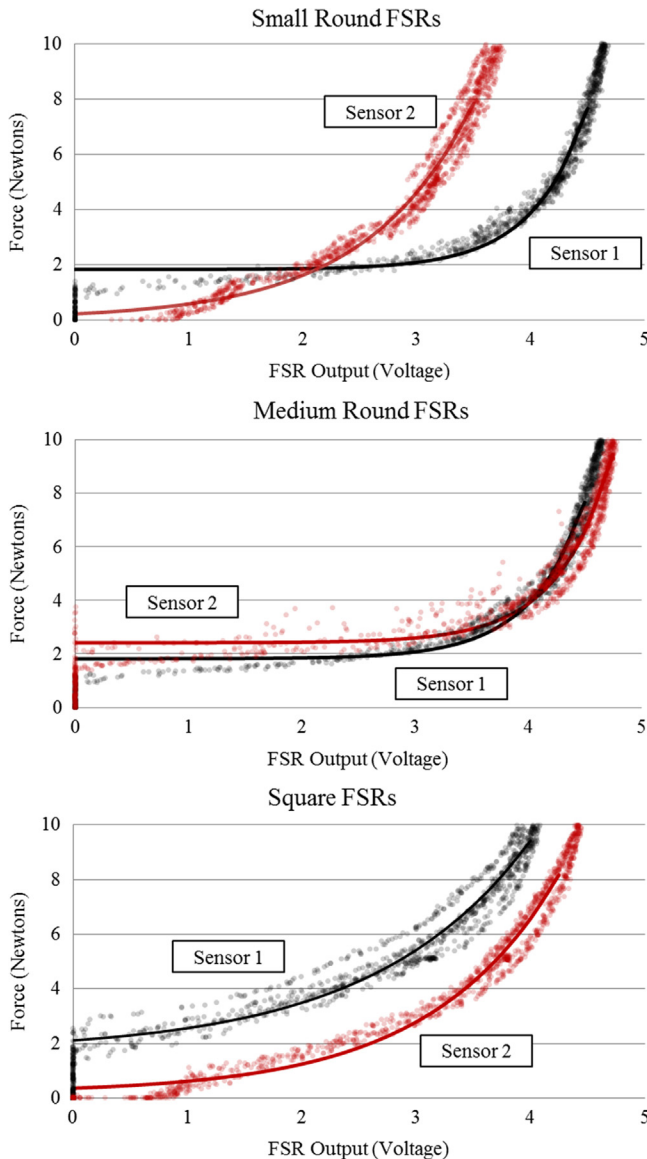 Small Round FSRs
10
8
6
4
2
0
Force (Newtons)
Sensor 2
Sensor 1
0 1 2 3 4 5
FSR Output (Voltage)
Medium Round FSRs
10
8
6
4
2
0
Force (Newtons)
Sensor 2
Sensor 1
0 1 2 3 4 5
FSR Output (Voltage)
Square FSRs
10
8
6
4
2
0
Force (Newtons)
Sensor 1
Sensor 2
0 1 2 3 4 5
FSR Output (Voltage)